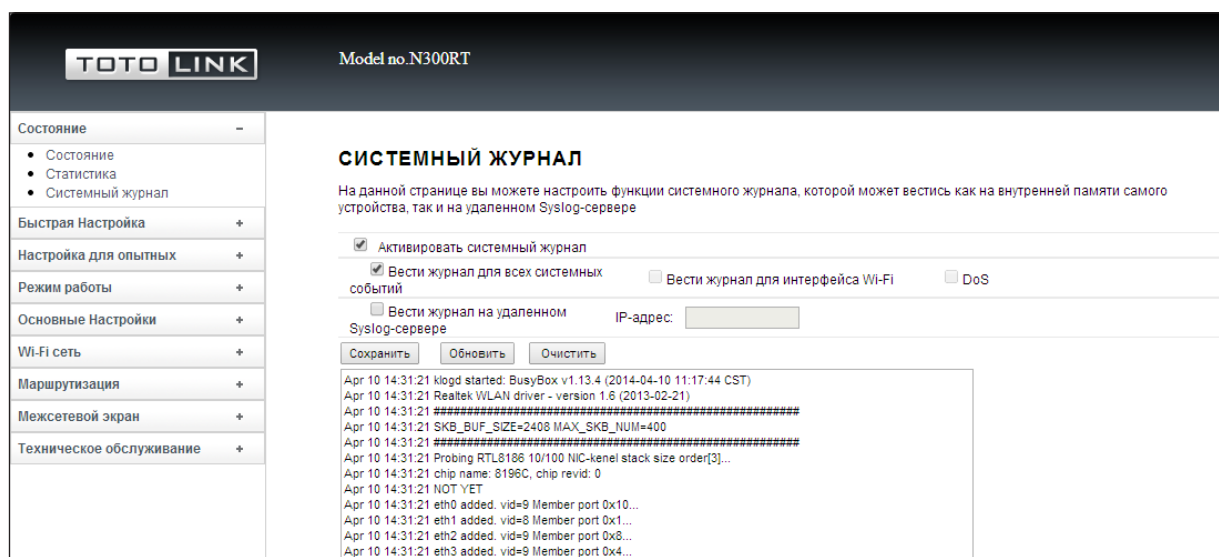 TOTO LINK
Model no.N300RT
Состояние −
Состояние
Статистика
Системный журнал
Быстрая Настройка +
Настройка для опытных +
Режим работы +
Основные Настройки +
Wi-Fi сеть +
Маршрутизация +
Межсетевой экран +
Техническое обслуживание +
СИСТЕМНЫЙ ЖУРНАЛ
На данной странице вы можете настроить функции системного журнала, которой может вестись как на внутренней памяти самого
устройства, так и на удаленном Syslog-сервере
Активировать системный журнал
Вести журнал для всех системных
событий
Вести журнал для интерфейса Wi-Fi
DoS
Вести журнал на удаленном
Syslog-сервере
IP-адрес:
Сохранить Обновить Очистить
Apr 10 14:31:21 klogd started: BusyBox v1.13.4 (2014-04-10 11:17:44 CST)
Apr 10 14:31:21 Realtek WLAN driver - version 1.6 (2013-02-21)
Apr 10 14:31:21 #######################################################
Apr 10 14:31:21 SKB_BUF_SIZE=2408 MAX_SKB_NUM=400
Apr 10 14:31:21 #######################################################
Apr 10 14:31:21 Probing RTL8186 10/100 NIC-kenel stack size order[3]...
Apr 10 14:31:21 chip name: 8196C, chip revid: 0
Apr 10 14:31:21 NOT YET
Apr 10 14:31:21 eth0 added. vid=9 Member port 0x10...
Apr 10 14:31:21 eth1 added. vid=8 Member port 0x1...
Apr 10 14:31:21 eth2 added. vid=9 Member port 0x8...
Apr 10 14:31:21 eth3 added. vid=9 Member port 0x4...